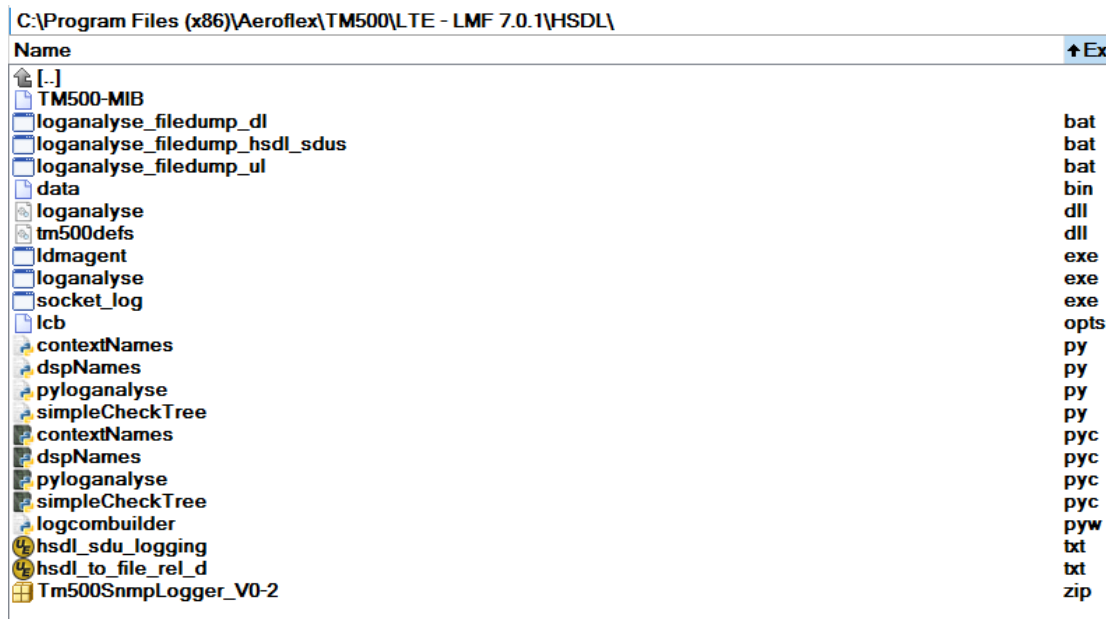 C:\Program Files (x86)\Aeroflex\TM500\LTE - LMF 7.0.1\HSDL\
Name Ex
[..]
TM500-MIB
loganalyse_filedump_dl bat
loganalyse_filedump_hsdl_sdus bat
loganalyse_filedump_ul bat
data bin
loganalyse dll
tm500defs dll
ldmagent exe
loganalyse exe
socket_log exe
lcb opts
contextNames py
dspNames py
pyloganalyse py
simpleCheckTree py
contextNames pyc
dspNames pyc
pyloganalyse pyc
simpleCheckTree pyc
logcombuilder pyw
hsdl_sdu_logging txt
hsdl_to_file_rel_d txt
Tm500SnmpLogger_V0-2 zip